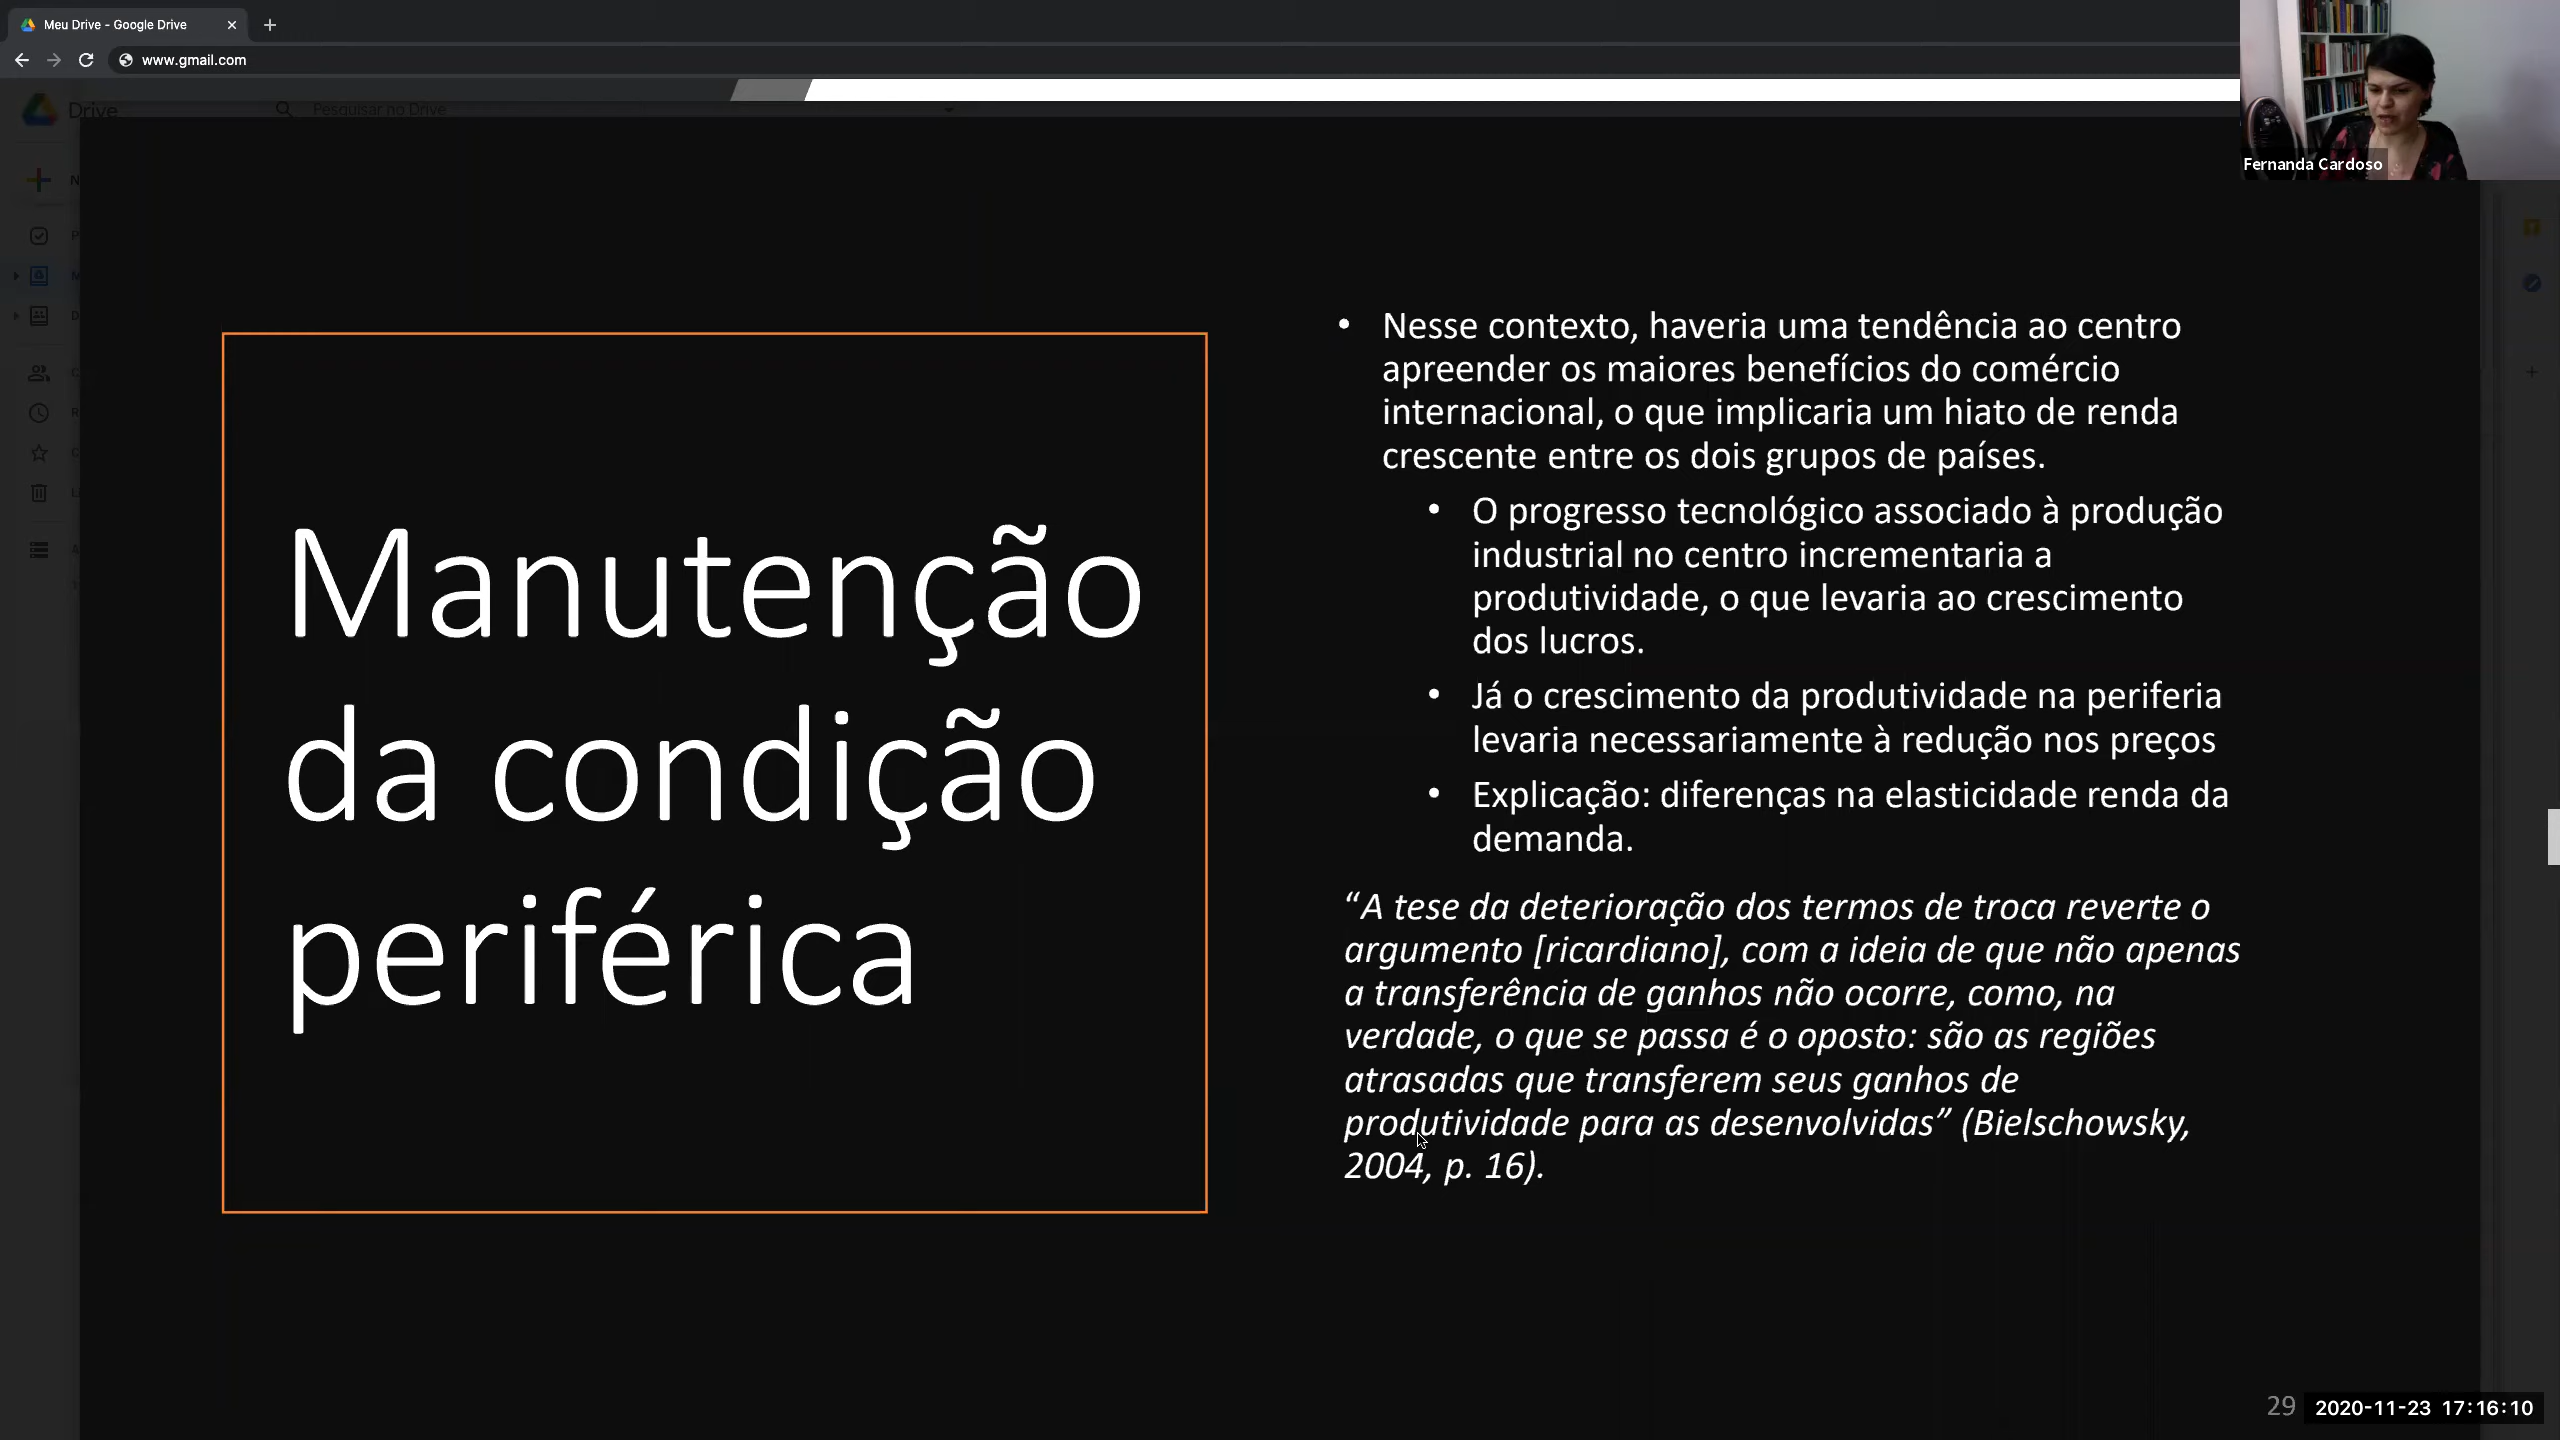 Meu Drive - Google Drive
www.gmail.com
Drive
Pesquisar no Drive
Fernanda Cardoso
Manutenção
da condição
periférica
• Nesse contexto, haveria uma tendência ao centro
apreender os maiores benefícios do comércio
internacional, o que implicaria um hiato de renda
crescente entre os dois grupos de países.
• O progresso tecnológico associado à produção
industrial no centro incrementaria a
produtividade, o que levaria ao crescimento
dos lucros.
• Já o crescimento da produtividade na periferia
levaria necessariamente à redução nos preços
• Explicação: diferenças na elasticidade renda da
demanda.
“A tese da deterioração dos termos de troca reverte o
argumento [ricardiano], com a ideia de que não apenas
a transferência de ganhos não ocorre, como, na
verdade, o que se passa é o oposto: são as regiões
atrasadas que transferem seus ganhos de
produtividade para as desenvolvidas” (Bielschowsky,
2004, p. 16).
29
2020-11-23 17:16:10